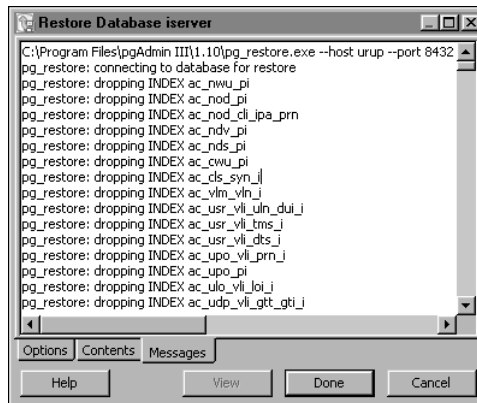 Restore Database iserver
C:\Program Files\pgAdmin III\1.10\pg_restore.exe --host urup --port 8432
pg_restore: connecting to database for restore
pg_restore: dropping INDEX ac_nwu_pi
pg_restore: dropping INDEX ac_nod_pi
pg_restore: dropping INDEX ac_nod_cli_ipa_prn
pg_restore: dropping INDEX ac_ndv_pi
pg_restore: dropping INDEX ac_nds_pi
pg_restore: dropping INDEX ac_cwu_pi
pg_restore: dropping INDEX ac_cls_syn_i
pg_restore: dropping INDEX ac_vlm_vln_i
pg_restore: dropping INDEX ac_usr_vli_uln_dui_i
pg_restore: dropping INDEX ac_usr_vli_tms_i
pg_restore: dropping INDEX ac_usr_vli_dts_i
pg_restore: dropping INDEX ac_upo_vli_prn_i
pg_restore: dropping INDEX ac_upo_pi
pg_restore: dropping INDEX ac_ulo_vli_loi_i
pg_restore: dropping INDEX ac_udp_vli_gtt_gti_i
Options Contents Messages
Help View Done Cancel